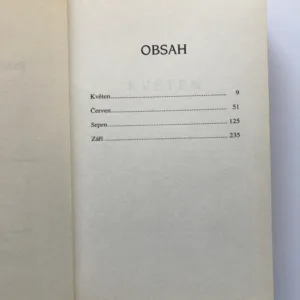 OBSAH
Květen 9
Červen 51
Srpen 125
Září 235